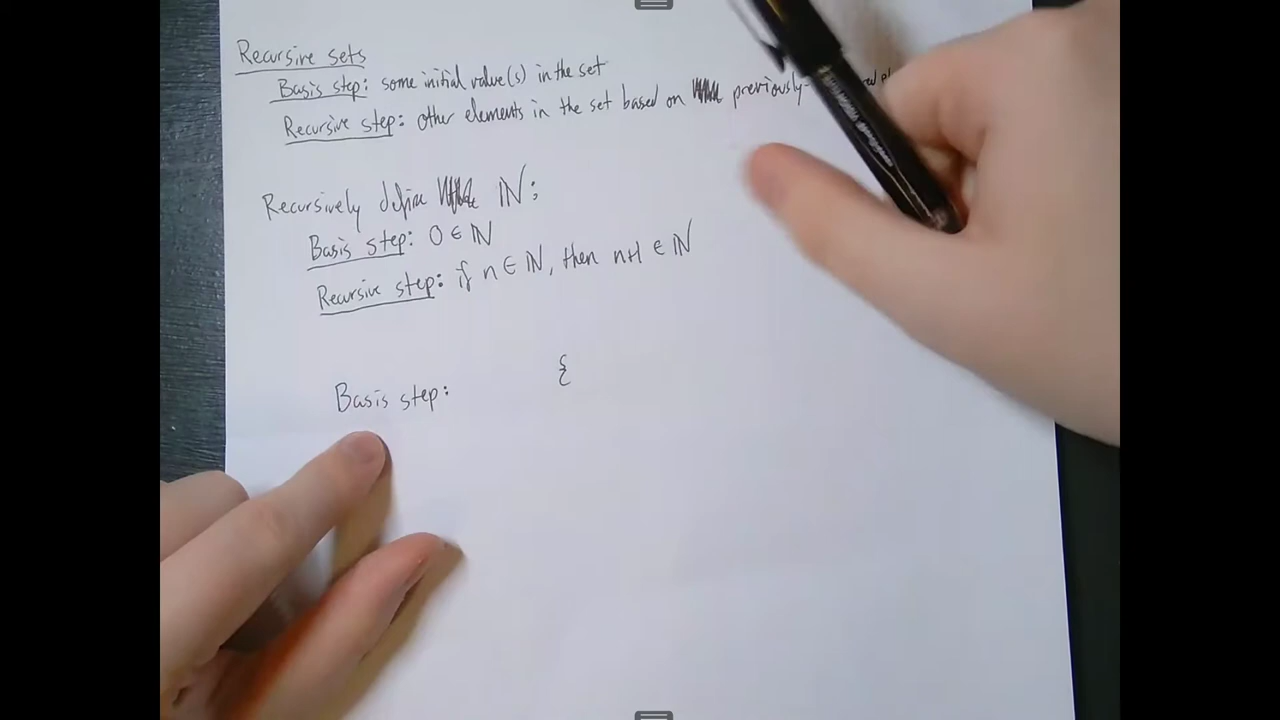 Recursive sets
Basis step: some initial value(s) in the set
Recursive step: other elements in the set based on previously-
Recursively define ℕ:
Basis step: 0 ∈ ℕ
Recursive step: if n ∈ ℕ, then n+1 ∈ ℕ
{
Basis step: